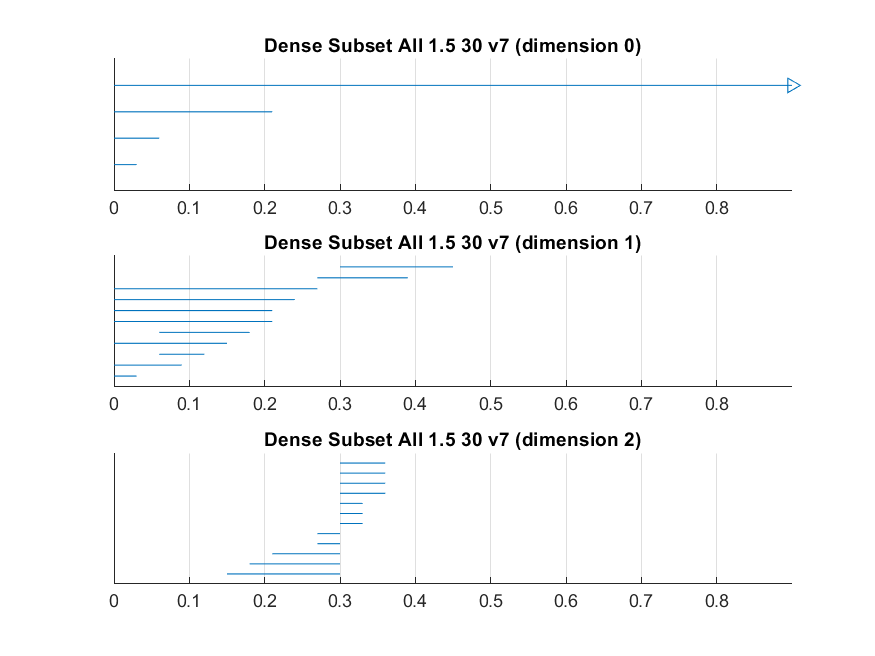 Dense Subset All 1.5 30 v7 (dimension 0)
0 0.1 0.2 0.3 0.4 0.5 0.6 0.7 0.8
Dense Subset All 1.5 30 v7 (dimension 1)
0 0.1 0.2 0.3 0.4 0.5 0.6 0.7 0.8
Dense Subset All 1.5 30 v7 (dimension 2)
0 0.1 0.2 0.3 0.4 0.5 0.6 0.7 0.8